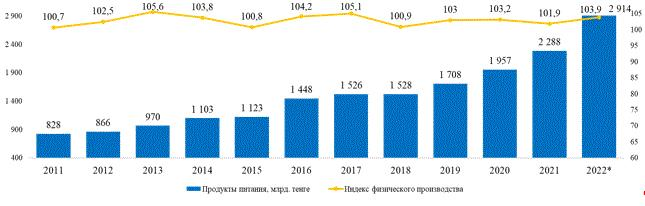 100,7 102,5 105,6 103,8 100,8 104,2 105,1 100,9 103 103,2 101,9 103,9 2 914
2 900 2 400 1 900 1 400 900 400
105 100 95 90 85 80 75 70 65 60
828 866 970 1 103 1 123 1 448 1 526 1 528 1 708 1 957 2 288
2011 2012 2013 2014 2015 2016 2017 2018 2019 2020 2021 2022*
Продукты питания, млрд. тенге Индекс физического производства